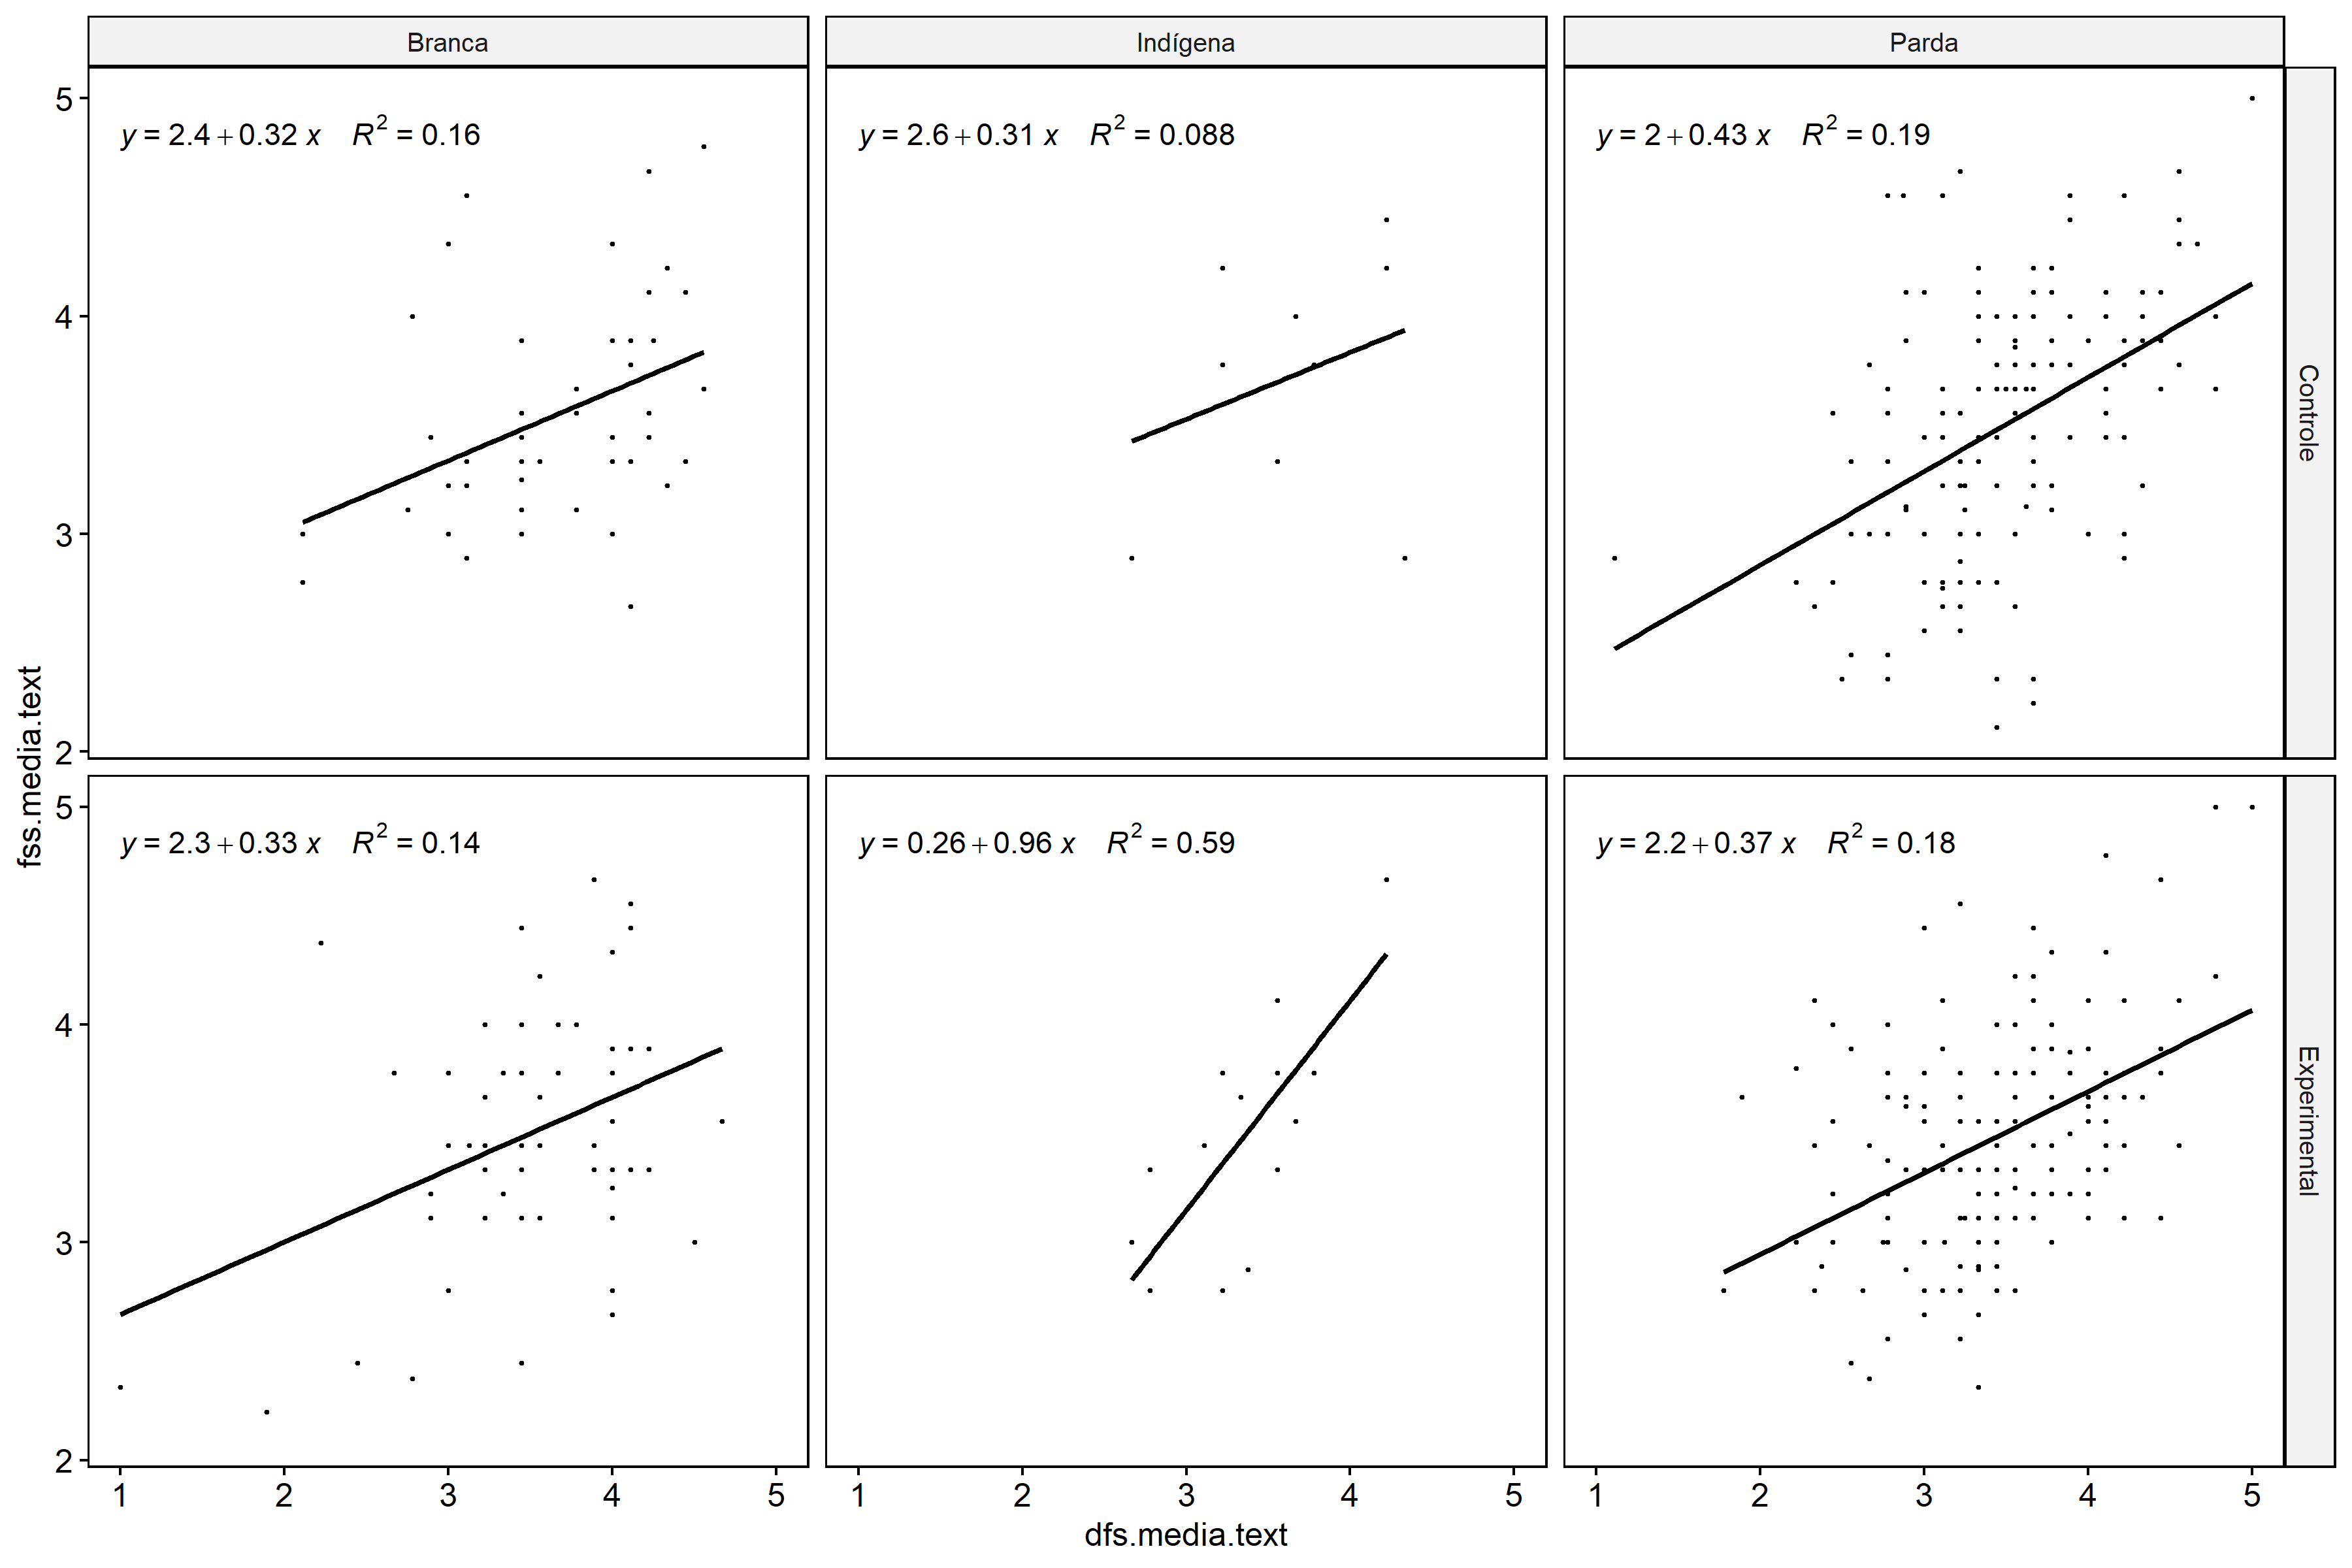 Branca
Indígena
Parda
5
4
3
2
y = 2.4 + 0.32 x R² = 0.16
y = 2.6 + 0.31 x R² = 0.088
y = 2 + 0.43 x R² = 0.19
Controle
fss.media.text
5
4
3
2
y = 2.3 + 0.33 x R² = 0.14
y = 0.26 + 0.96 x R² = 0.59
y = 2.2 + 0.37 x R² = 0.18
Experimental
1 2 3 4 5
1 2 3 4 5
1 2 3 4 5
dfs.media.text